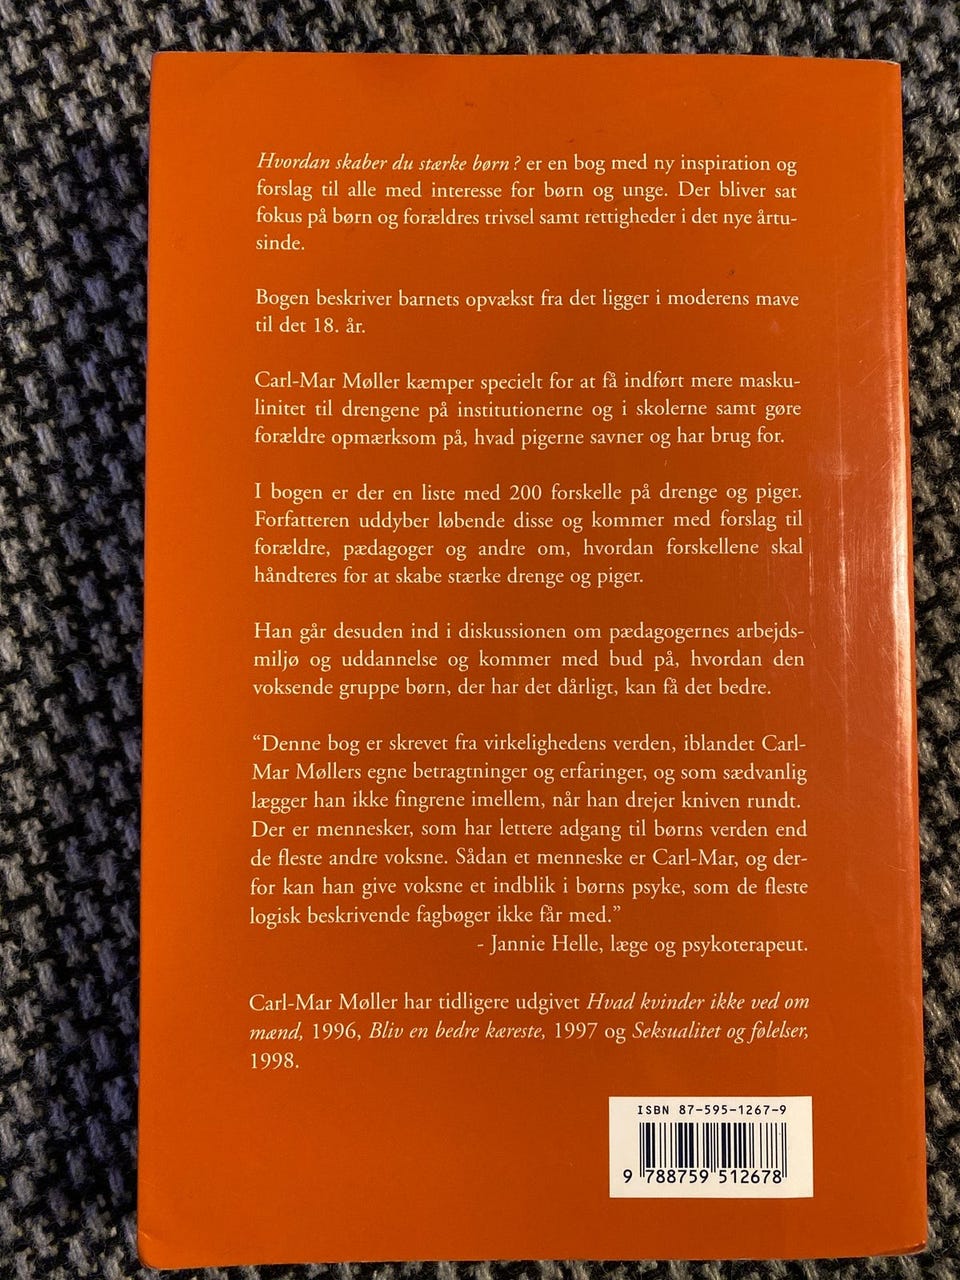 Hvordan skaber du stærke børn? er en bog med ny inspiration og
forslag til alle med interesse for børn og unge. Der bliver sat
fokus på børn og forældres trivsel samt rettigheder i det nye årtu-
sinde.
Bogen beskriver barnets opvækst fra det ligger i moderens mave
til det 18. år.
Carl-Mar Møller kæmper specielt for at få indført mere masku-
linitet til drengene på institutionerne og i skolerne samt gøre
forældre opmærksom på, hvad pigerne savner og har brug for.
I bogen er der en liste med 200 forskelle på drenge og piger.
Forfatteren uddyber løbende disse og kommer med forslag til
forældre, pædagoger og andre om, hvordan forskellene skal
håndteres for at skabe stærke drenge og piger.
Han går desuden ind i diskussionen om pædagogernes arbejds-
miljø og uddannelse og kommer med bud på, hvordan den
voksende gruppe børn, der har det dårligt, kan få det bedre.
“Denne bog er skrevet fra virkelighedens verden, iblandet Carl-
Mar Møllers egne betragtninger og erfaringer, og som sædvanlig
lægger han ikke fingrene imellem, når han drejer kniven rundt.
Der er mennesker, som har lettere adgang til børns verden end
de fleste andre voksne. Sådan et menneske er Carl-Mar, og der-
for kan han give voksne et indblik i børns psyke, som de fleste
logisk beskrivende fagbøger ikke får med.”
- Jannie Helle, læge og psykoterapeut.
Carl-Mar Møller har tidligere udgivet Hvad kvinder ikke ved om
mænd, 1996, Bliv en bedre kæreste, 1997 og Seksualitet og følelser,
1998.
ISBN 87-595-1267-9
9 788759 512678